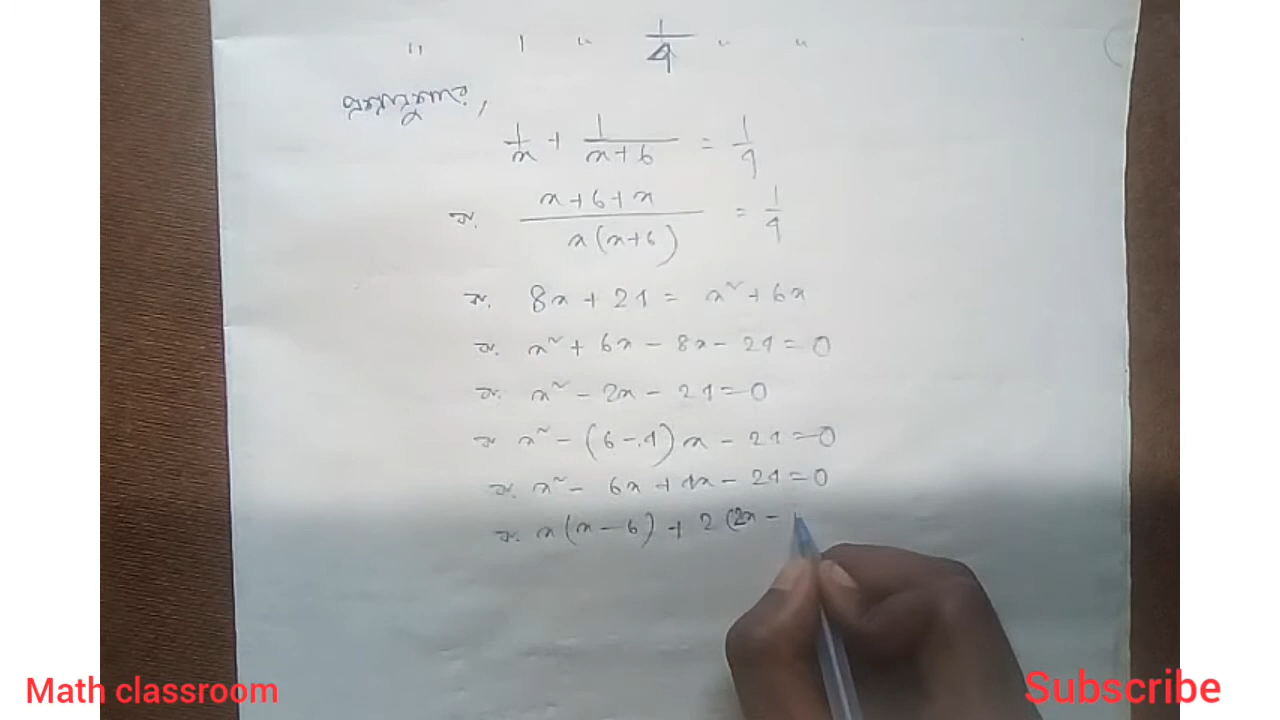 " 1 " 1/4 " "
প্রশ্নানুসারে,
1/x + 1/(x+6) = 1/4
বা, (x+6+x)/(x(x+6)) = 1/4
বা, 8x + 24 = x² + 6x
বা, x² + 6x - 8x - 24 = 0
বা, x² - 2x - 24 = 0
বা, x² - (6-4)x - 24 = 0
বা, x² - 6x + 4x - 24 = 0
বা, x(x-6) + 2(2x -
Math classroom
Subscribe